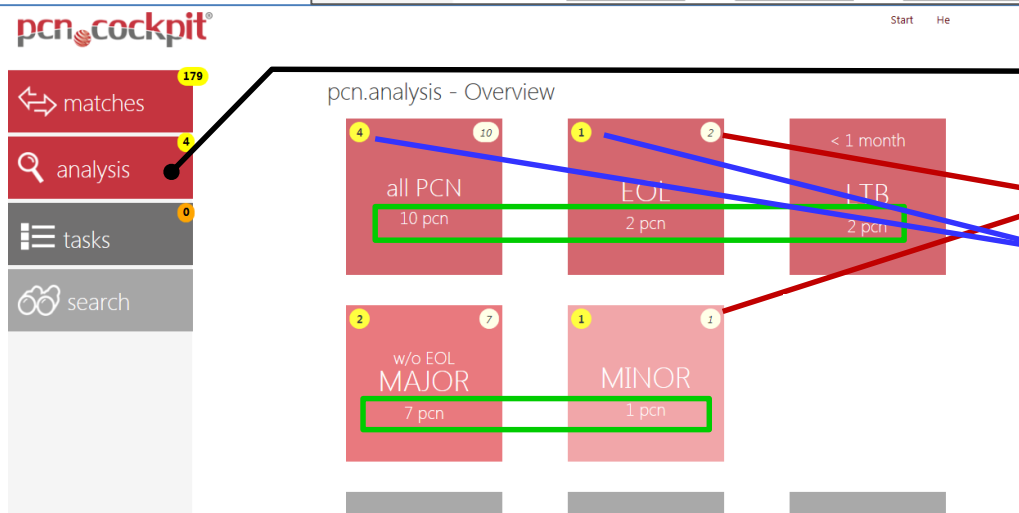 pcn.cockpit®
Start He
179
matches
4
analysis
0
tasks
search
pcn.analysis - Overview
4 10
all PCN
10 pcn
1 2
EOL
2 pcn
< 1 month
LTB
2 pcn
2 7
w/o EOL
MAJOR
7 pcn
1 1
MINOR
1 pcn